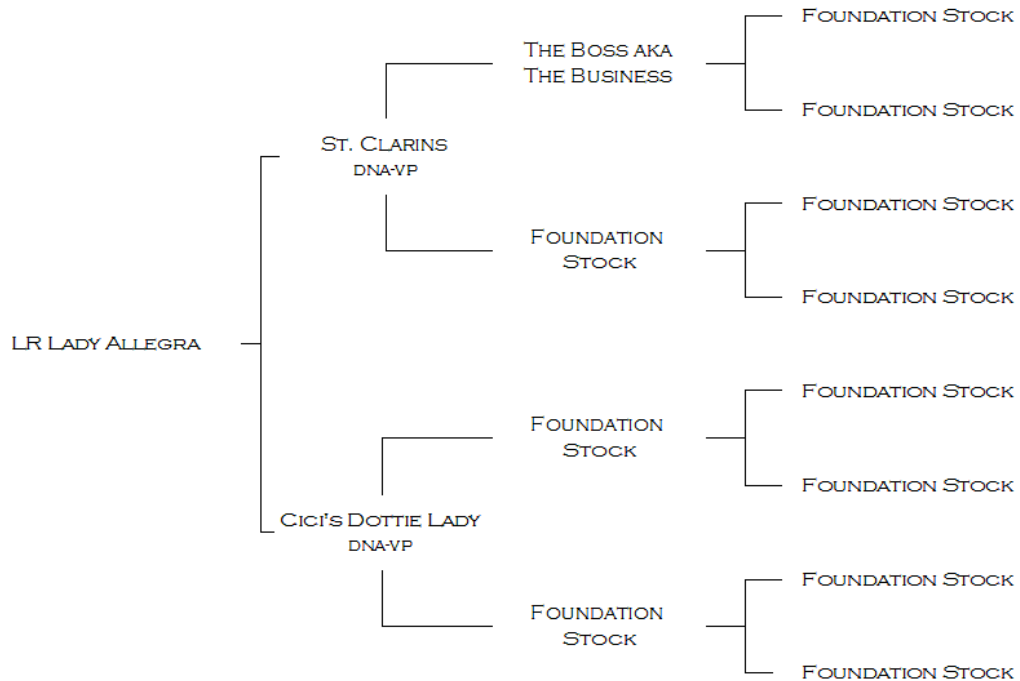 Foundation Stock
The Boss aka
The Business
Foundation Stock
St. Clarins
DNA-VP
Foundation Stock
Foundation
Stock
Foundation Stock
LR Lady Allegra
Foundation Stock
Foundation
Stock
Foundation Stock
Cici's Dottie Lady
DNA-VP
Foundation Stock
Foundation
Stock
Foundation Stock